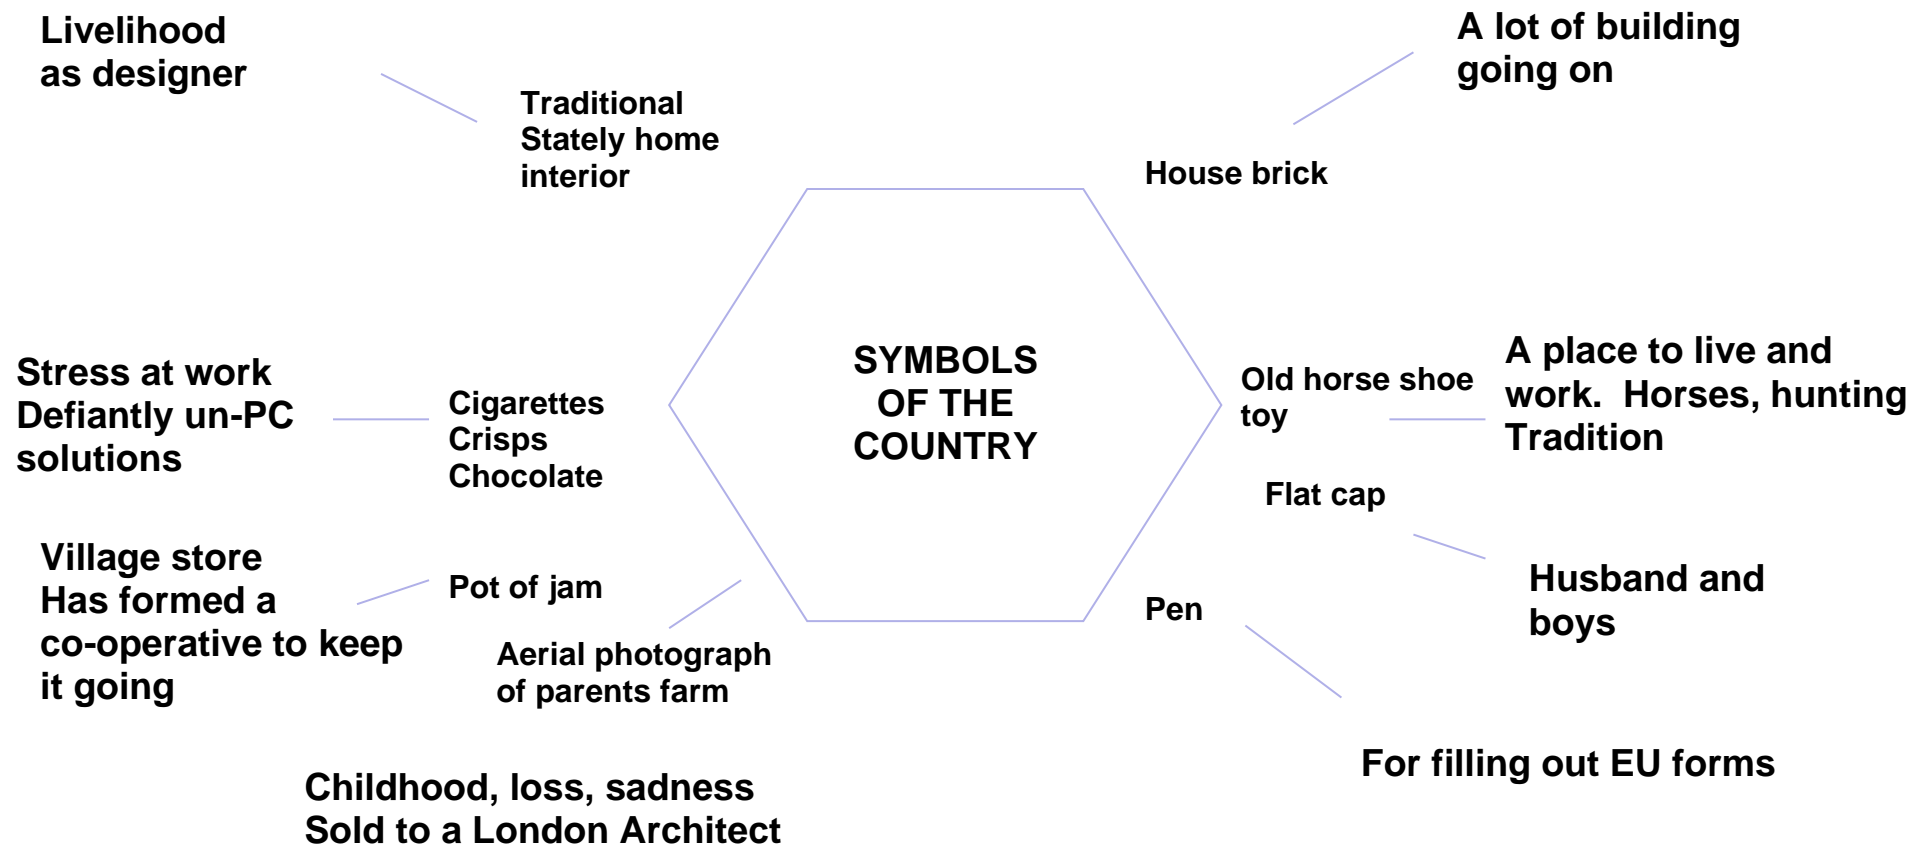 Livelihood
as designer
Traditional
Stately home
interior
A lot of building
going on
House brick
SYMBOLS
OF THE
COUNTRY
Stress at work
Defiantly un-PC
solutions
Cigarettes
Crisps
Chocolate
Old horse shoe
toy
A place to live and
work.  Horses, hunting
Tradition
Flat cap
Husband and
boys
Village store
Has formed a
co-operative to keep
it going
Pot of jam
Aerial photograph
of parents farm
Pen
For filling out EU forms
Childhood, loss, sadness
Sold to a London Architect